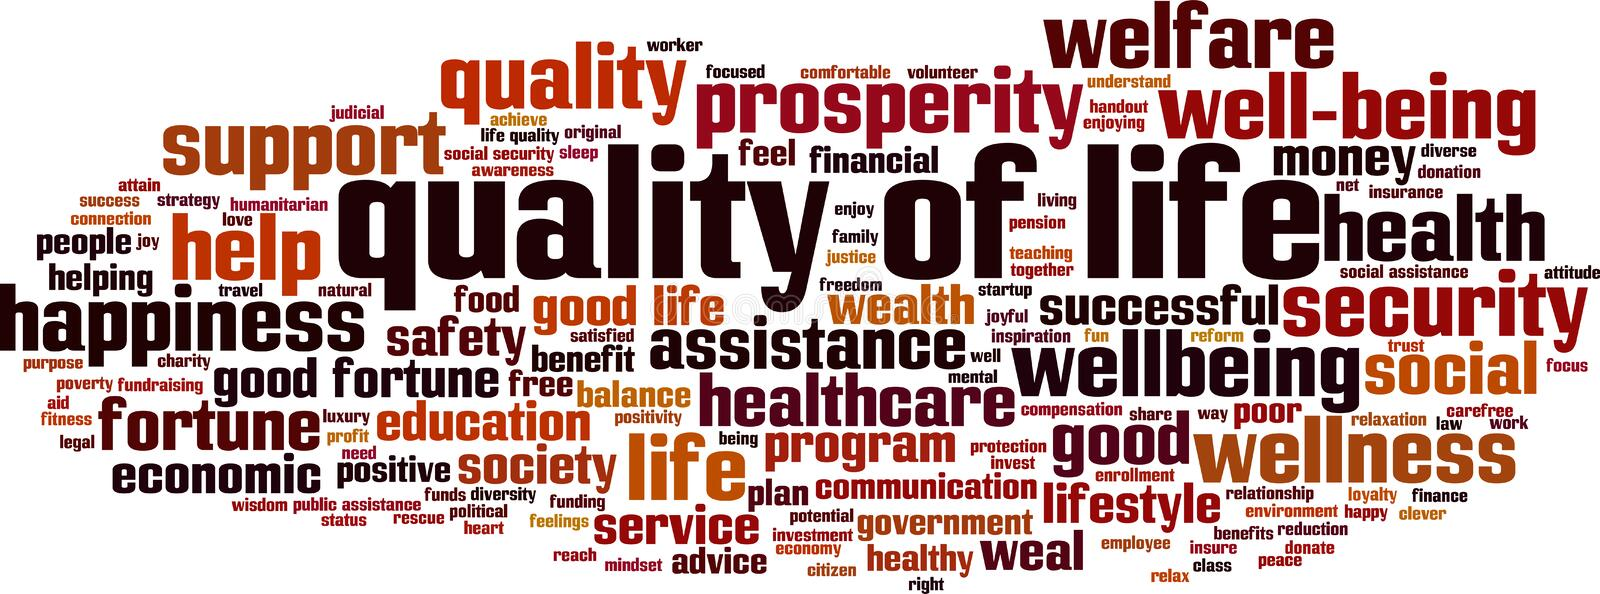 welfare
quality
worker
focused
comfortable
volunteer
understand
prosperity
well-being
handout
enjoying
judicial
achieve
support
life quality
original
social security
sleep
awareness
feel
financial
money
diverse
donation
net
insurance
quality of life
attain
success
strategy
humanitarian
connection
love
living
enjoy
pension
health
people
joy
help
family
justice
teaching
together
helping
social assistance
attitude
travel
natural
freedom
startup
happiness
food
good life
wealth
joyful
successful
security
safety
satisfied
assistance
inspiration
fun
reform
trust
purpose
charity
benefit
well
wellbeing
social
focus
good fortune
free
mental
poverty
fundraising
balance
healthcare
aid
fitness
fortune
luxury
education
positivity
compensation
share
way
poor
relaxation
carefree
law
work
legal
profit
need
being
program
protection
invest
good
wellness
economic
positive
society
life
enrollment
plan
communication
lifestyle
relationship
loyalty
finance
wisdom
public assistance
funds
diversity
funding
political
status
rescue
heart
feelings
service
potential
government
environment
happy
clever
investment
benefits
reduction
reach
mindset
advice
economy
citizen
healthy
weal
employee
insure
donate
class
peace
relax
right